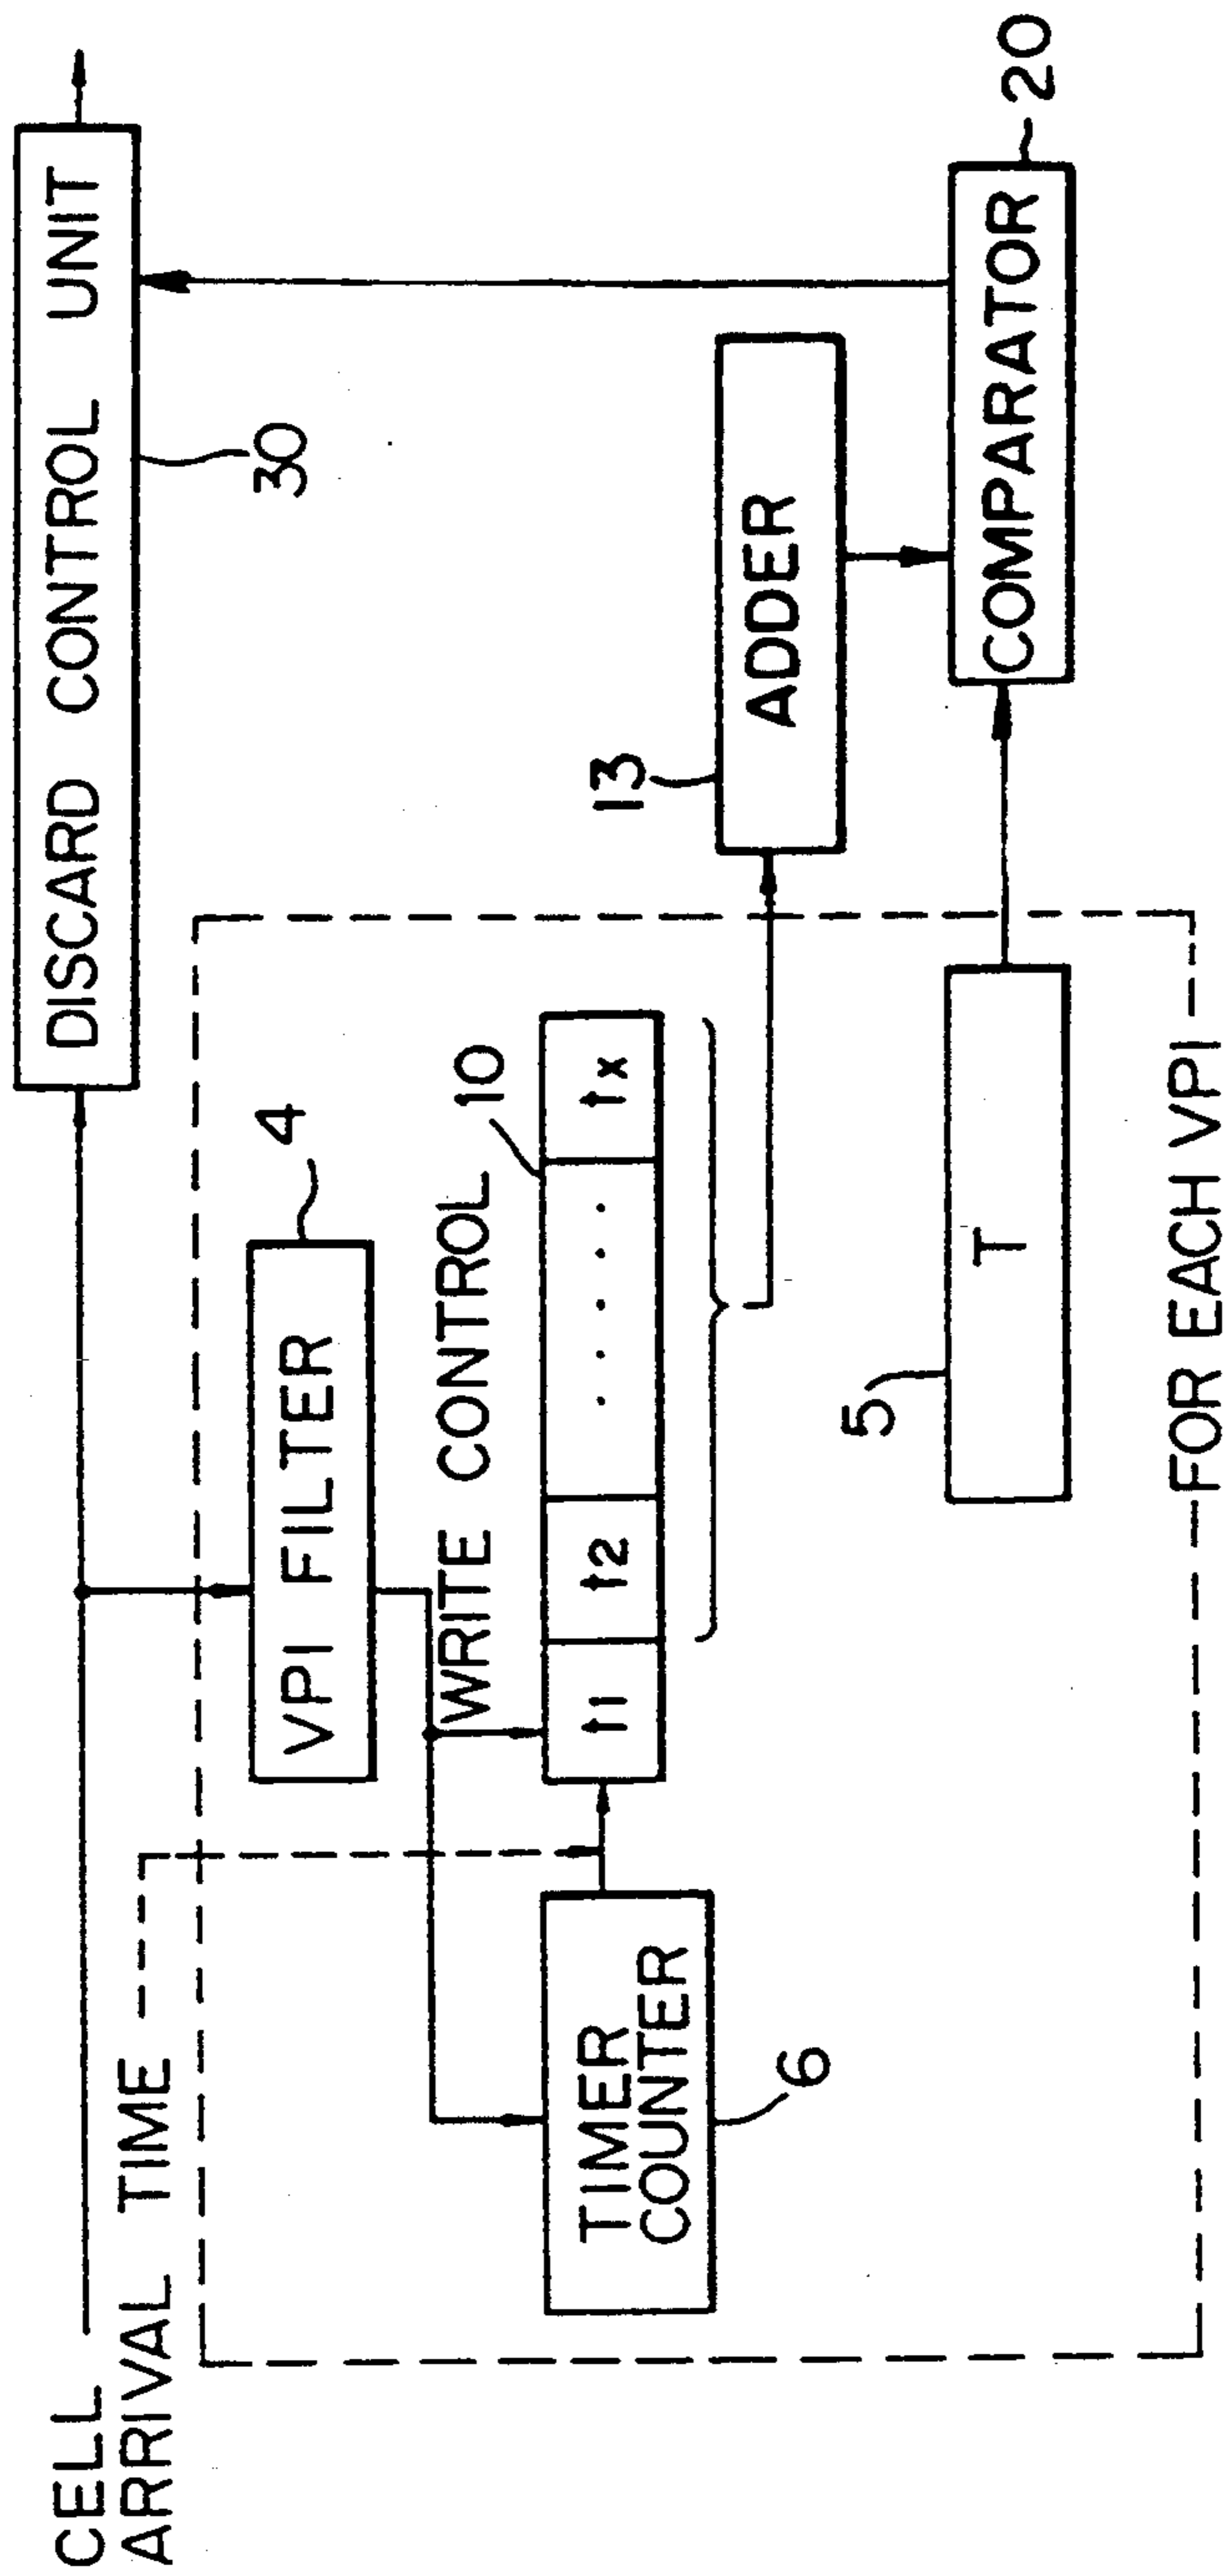 CELL
ARRIVAL TIME
DISCARD CONTROL UNIT
30
VPI FILTER
4
WRITE CONTROL
10
t1 t2 ..... tx
TIMER
COUNTER
6
13
ADDER
5
T
COMPARATOR
20
FOR EACH VPI